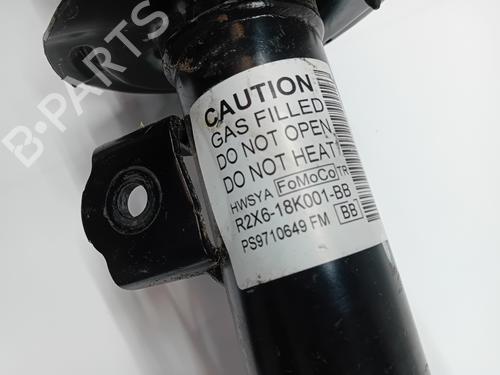 B-PARTS
CAUTION
GAS FILLED
DO NOT OPEN
DO NOT HEAT
HWSYA FoMoCo TR
R2X6-18K001-BB
PS9710649 FM BB